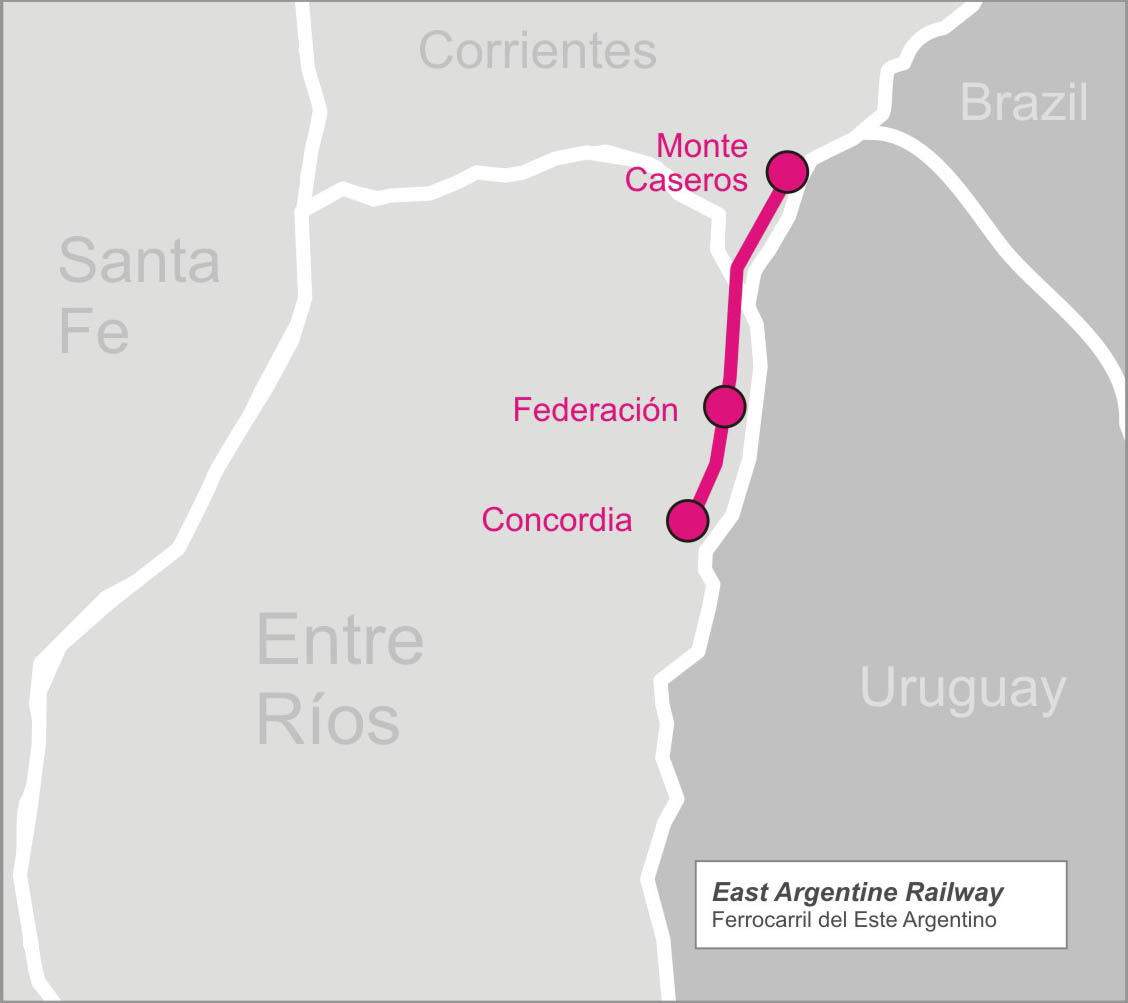 Corrientes
Brazil
Monte
Caseros
Santa
Fe
Federación
Concordia
Entre
Ríos
Uruguay
East Argentine Railway
Ferrocarril del Este Argentino